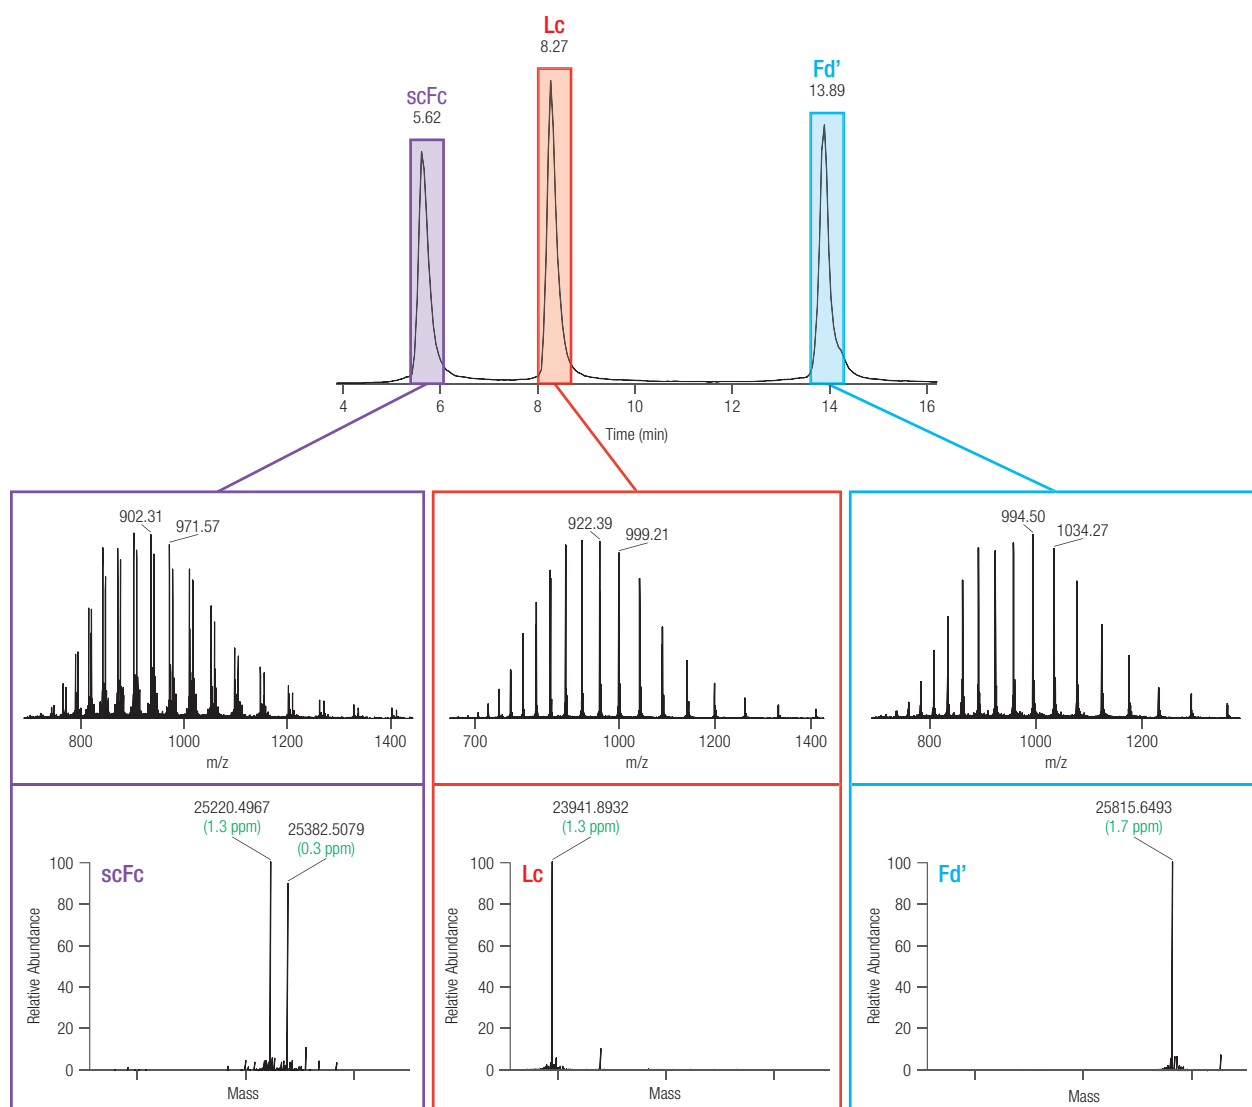 Lc
8.27
Fd’
13.89
scFc
5.62
4 6 8 10 12 14 16
Time (min)
902.31
971.57
800 1000 1200 1400
m/z
922.39
999.21
700 1000 1200 1400
m/z
994.50
1034.27
800 1000 1200
m/z
25220.4967
(1.3 ppm)
25382.5079
(0.3 ppm)
scFc
100
80
60
40
20
0
Relative Abundance
Mass
23941.8932
(1.3 ppm)
Lc
100
80
60
40
20
0
Relative Abundance
Mass
25815.6493
(1.7 ppm)
Fd’
100
80
60
40
20
0
Relative Abundance
Mass